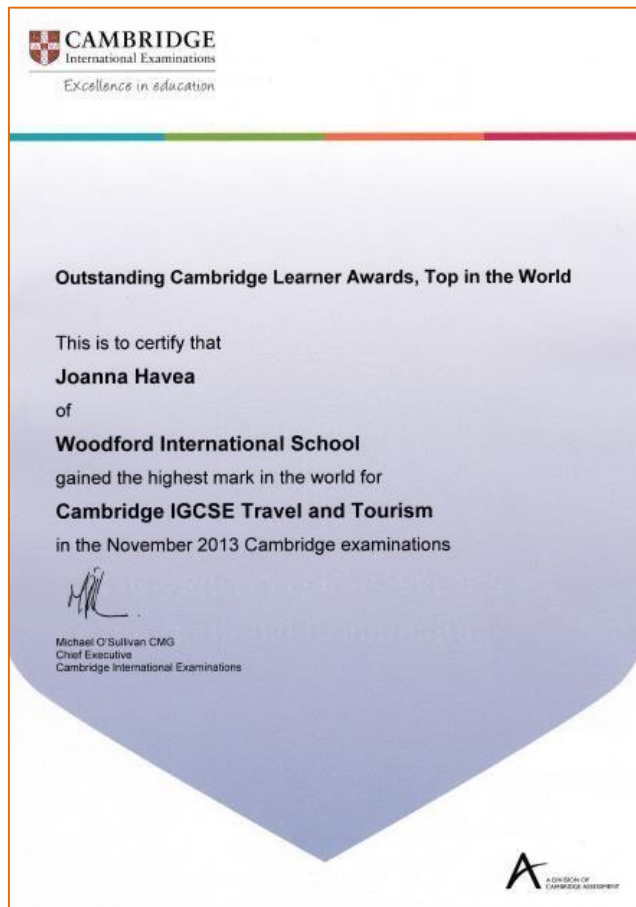 CAMBRIDGE
International Examinations
Excellence in education
Outstanding Cambridge Learner Awards, Top in the World
This is to certify that
Joanna Havea
of
Woodford International School
gained the highest mark in the world for
Cambridge IGCSE Travel and Tourism
in the November 2013 Cambridge examinations
Michael O'Sullivan CMG
Chief Executive
Cambridge International Examinations
A DIVISION OF
CAMBRIDGE ASSESSMENT